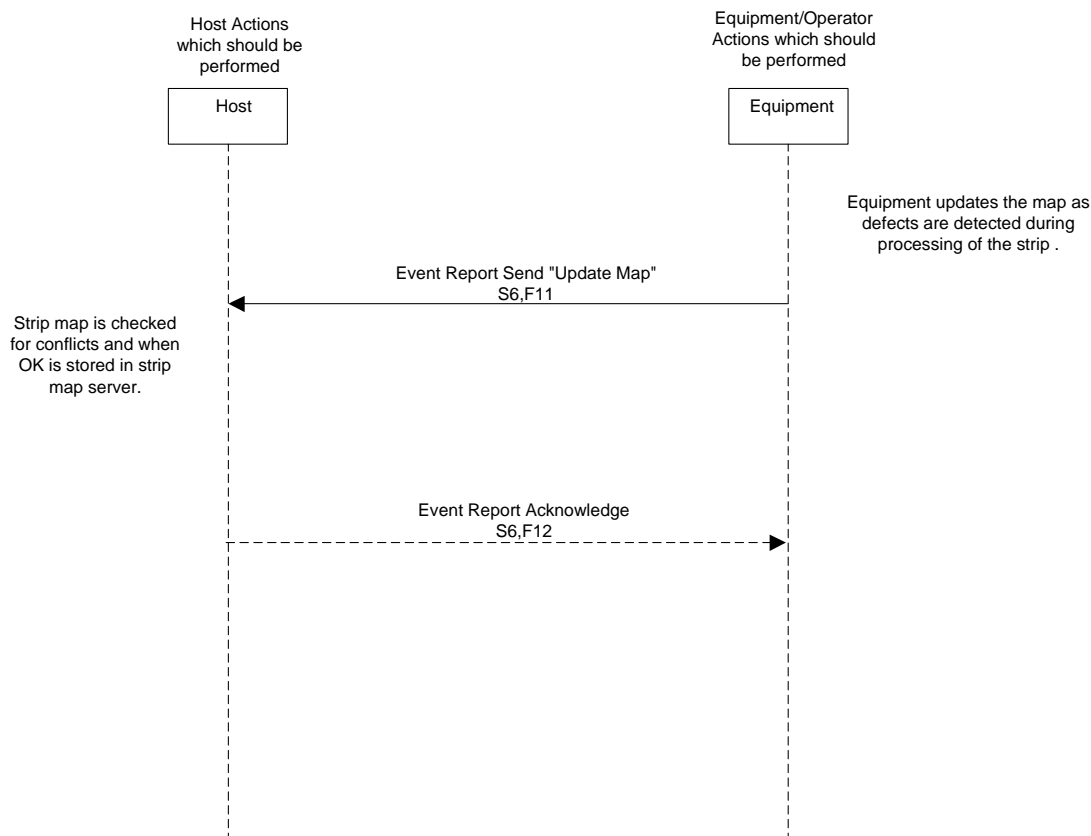 Host Actions
which should be
performed
Equipment/Operator
Actions which should
be performed
Host
Equipment
Equipment updates the map as
defects are detected during
processing of the strip .
Event Report Send "Update Map"
S6,F11
Strip map is checked
for conflicts and when
OK is stored in strip
map server.
Event Report Acknowledge
S6,F12